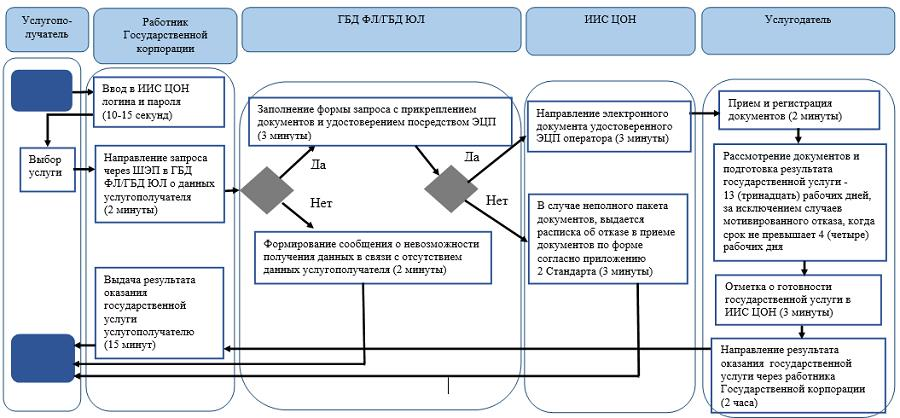 Услугопо-
лучатель
Работник
Государственной
корпорации
ГБД ФЛ/ГБД ЮЛ
ИИС ЦОН
Услугодатель
Ввод в ИИС ЦОН
логина и пароля
(10-15 секунд)
Выбор
услуги
Направление запроса
через ШЭП в ГБД
ФЛ/ГБД ЮЛ о данных
услугополучателя
(2 минуты)
Выдача результата
оказания
государственной
услуги
услугополучателю
(15 минут)
Заполнение формы запроса с прикреплением
документов и удостоверением посредством ЭЦП
(3 минуты)
Да
Нет
Формирование сообщения о невозможности
получения данных в связи с отсутствием
данных услугополучателя (2 минуты)
Да
Нет
Направление электронного
документа удостоверенного
ЭЦП оператора (3 минуты)
В случае неполного пакета
документов, выдается
расписка об отказе в приеме
документов по форме
согласно приложению
2 Стандарта (3 минуты)
Прием и регистрация
документов (2 минуты)
Рассмотрение документов и
подготовка результата
государственной услуги -
13 (тринадцать) рабочих дней,
за исключением случаев
мотивированного отказа, когда
срок не превышает 4 (четыре)
рабочих дня
Отметка о готовности
государственной услуги в
ИИС ЦОН (3 минуты)
Направление результата
оказания государственной
услуги через работника
Государственной корпорации
(2 часа)